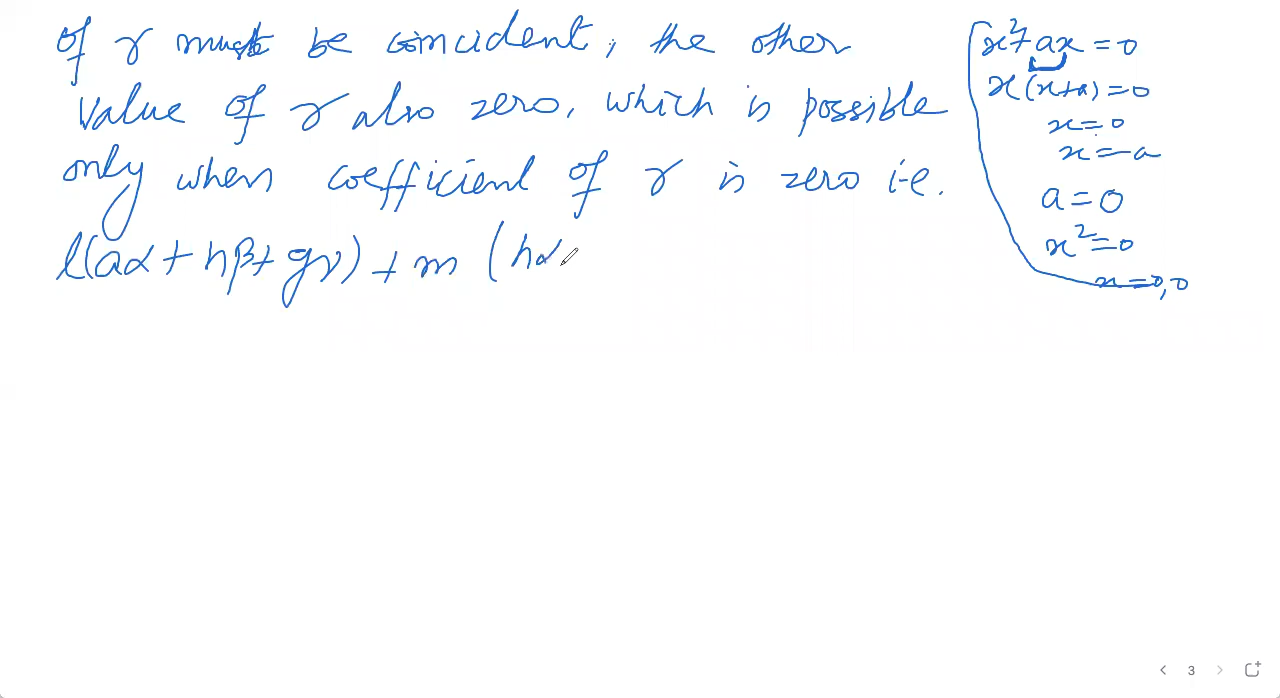 of r must be coincident, the other
value of r also zero, which is possible
only when coefficient of r is zero i.e.
l(aα + hβ + gγ) + m (hα
x² + ax = 0
x(x+a) = 0
x = 0
x = -a
a = 0
x² = 0
x = 0, 0
3